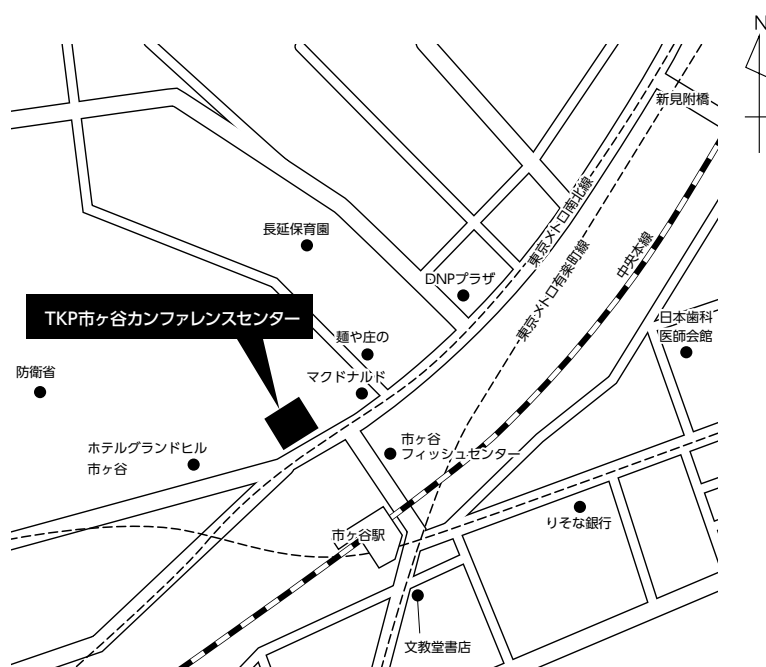 N
新見附橋
東京メトロ南北線
長延保育園
東京メトロ有楽町線
中央本線
DNPプラザ
TKP市ヶ谷カンファレンスセンター
日本歯科
医師会館
麺や庄の
防衛省
マクドナルド
ホテルグランドヒル
市ヶ谷
市ヶ谷
フィッシュセンター
りそな銀行
市ヶ谷駅
文教堂書店